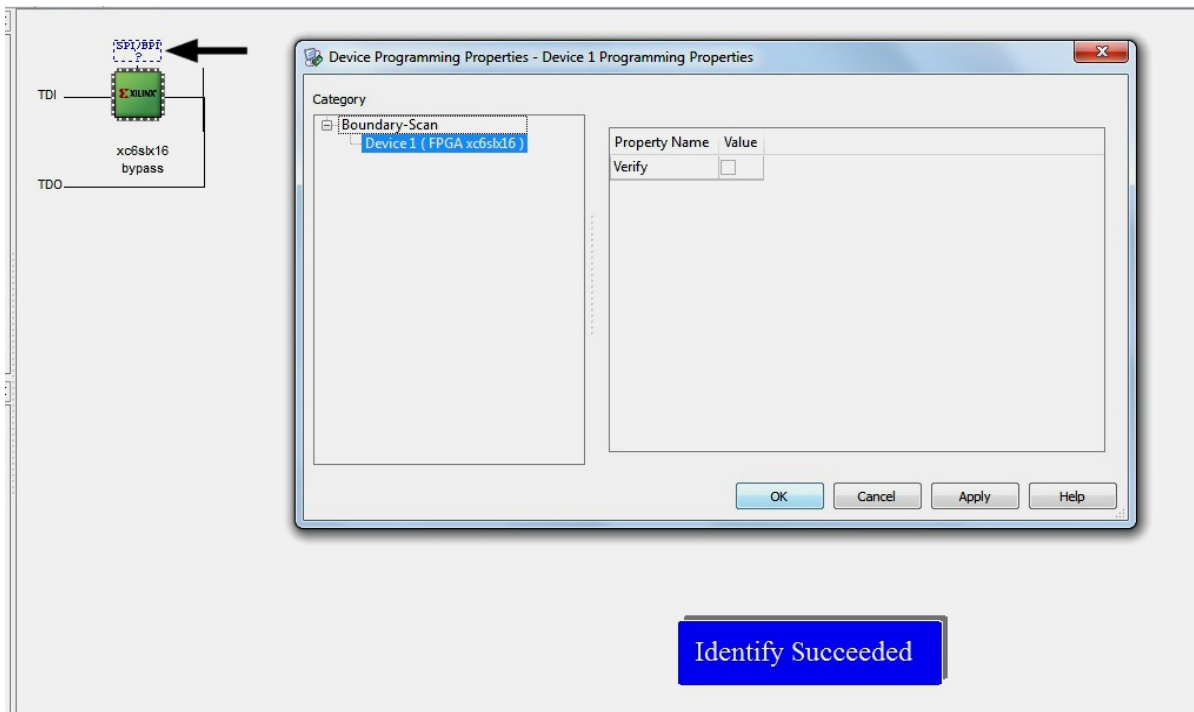 SPI/BPI
?
TDI
XILINX
xc6slx16
bypass
TDO
Device Programming Properties - Device 1 Programming Properties
Category
Boundary-Scan
Device 1 ( FPGA xc6slx16 )
Property Name Value
Verify
OK Cancel Apply Help
Identify Succeeded